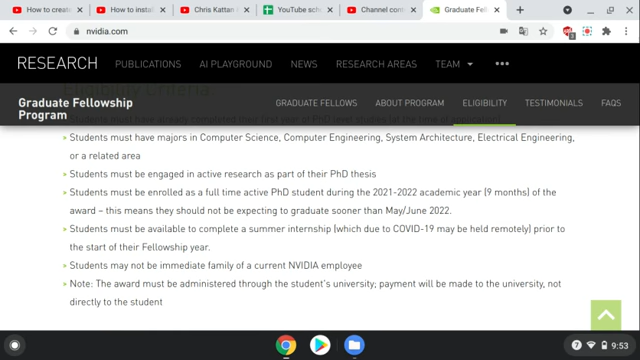 How to create
How to install
Chris Kattan
YouTube sch
Channel com
Graduate Fell
nvidia.com
RESEARCH PUBLICATIONS AI PLAYGROUND NEWS RESEARCH AREAS TEAM
Eligibility Criteria
Graduate Fellowship
Program
GRADUATE FELLOWS ABOUT PROGRAM ELIGIBILITY TESTIMONIALS FAQS
Students must have majors in Computer Science, Computer Engineering, System Architecture, Electrical Engineering,
or a related area
Students must be engaged in active research as part of their PhD thesis
Students must be enrolled as a full time active PhD student during the 2021-2022 academic year (9 months) of the
award – this means they should not be expecting to graduate sooner than May/June 2022.
Students must be available to complete a summer internship (which due to COVID-19 may be held remotely) prior to
the start of their Fellowship year.
Students may not be immediate family of a current NVIDIA employee
Note: The award must be administered through the student's university; payment will be made to the university, not
directly to the student
7 9:53